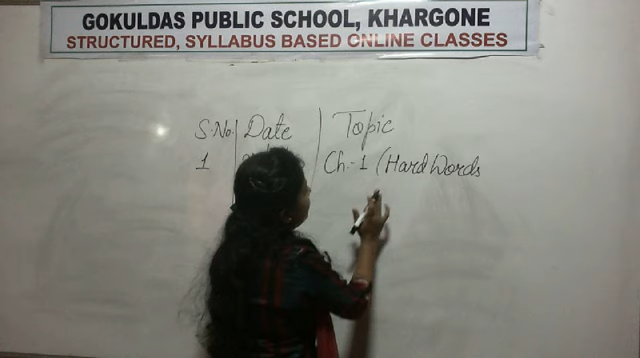 GOKULDAS PUBLIC SCHOOL, KHARGONE
STRUCTURED, SYLLABUS BASED ONLINE CLASSES
S.No. Date Topic
1 Ch.-1 (Hard Words